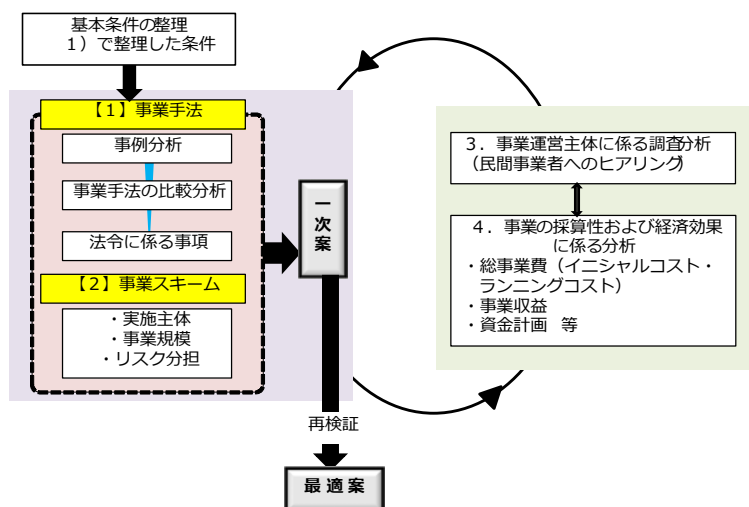 基本条件の整理
1）で整理した条件
【1】事業手法
事例分析
事業手法の比較分析
法令に係る事項
【2】事業スキーム
・実施主体
・事業規模
・リスク分担
一次案
再検証
最適案
3．事業運営主体に係る調査分析
（民間事業者へのヒアリング）
4．事業の採算性および経済効果
に係る分析
・総事業費（イニシャルコスト・
ランニングコスト）
・事業収益
・資金計画 等